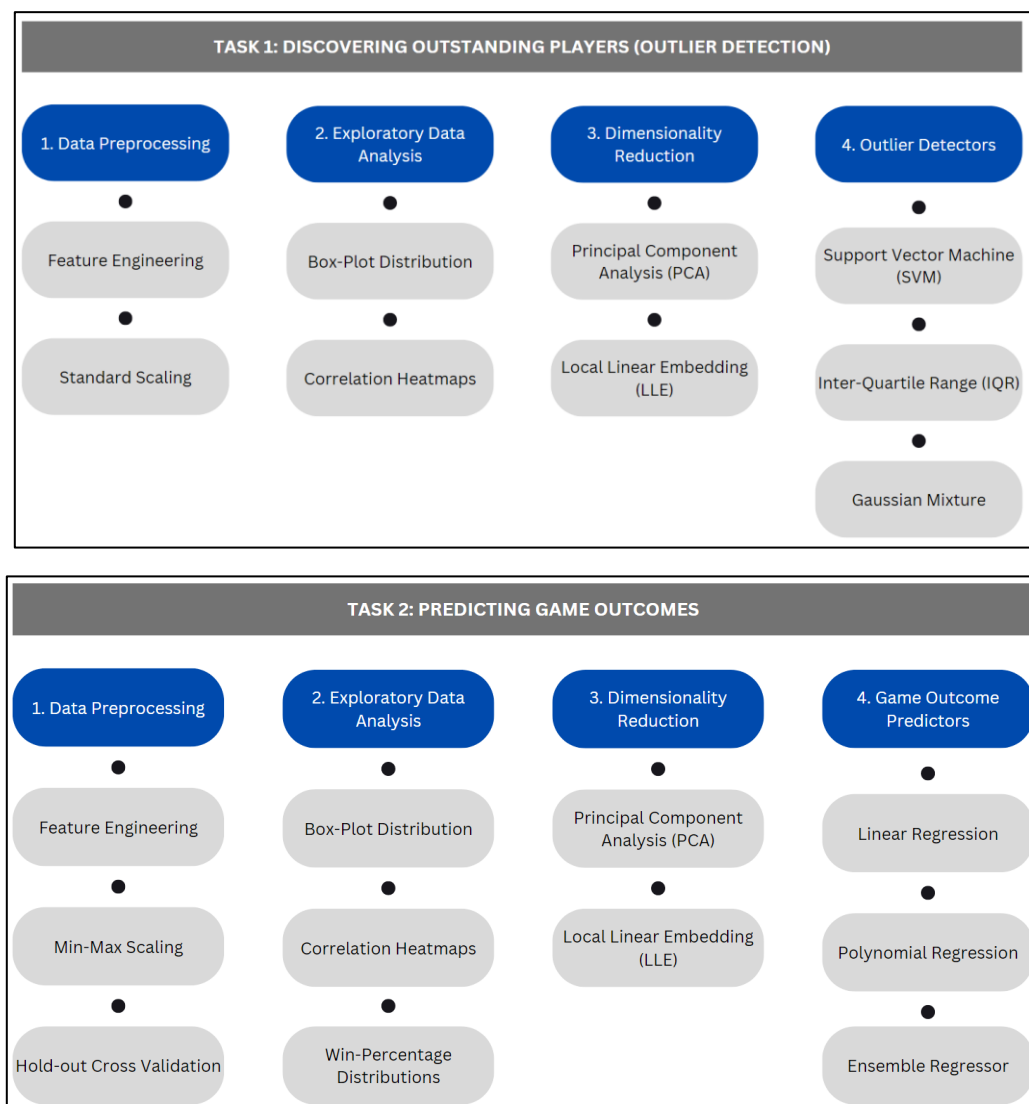 TASK 1: DISCOVERING OUTSTANDING PLAYERS (OUTLIER DETECTION)
1. Data Preprocessing
Feature Engineering
Standard Scaling
2. Exploratory Data
Analysis
Box-Plot Distribution
Correlation Heatmaps
3. Dimensionality
Reduction
Principal Component
Analysis (PCA)
Local Linear Embedding
(LLE)
4. Outlier Detectors
Support Vector Machine
(SVM)
Inter-Quartile Range (IQR)
Gaussian Mixture
TASK 2: PREDICTING GAME OUTCOMES
1. Data Preprocessing
Feature Engineering
Min-Max Scaling
Hold-out Cross Validation
2. Exploratory Data
Analysis
Box-Plot Distribution
Correlation Heatmaps
Win-Percentage
Distributions
3. Dimensionality
Reduction
Principal Component
Analysis (PCA)
Local Linear Embedding
(LLE)
4. Game Outcome
Predictors
Linear Regression
Polynomial Regression
Ensemble Regressor